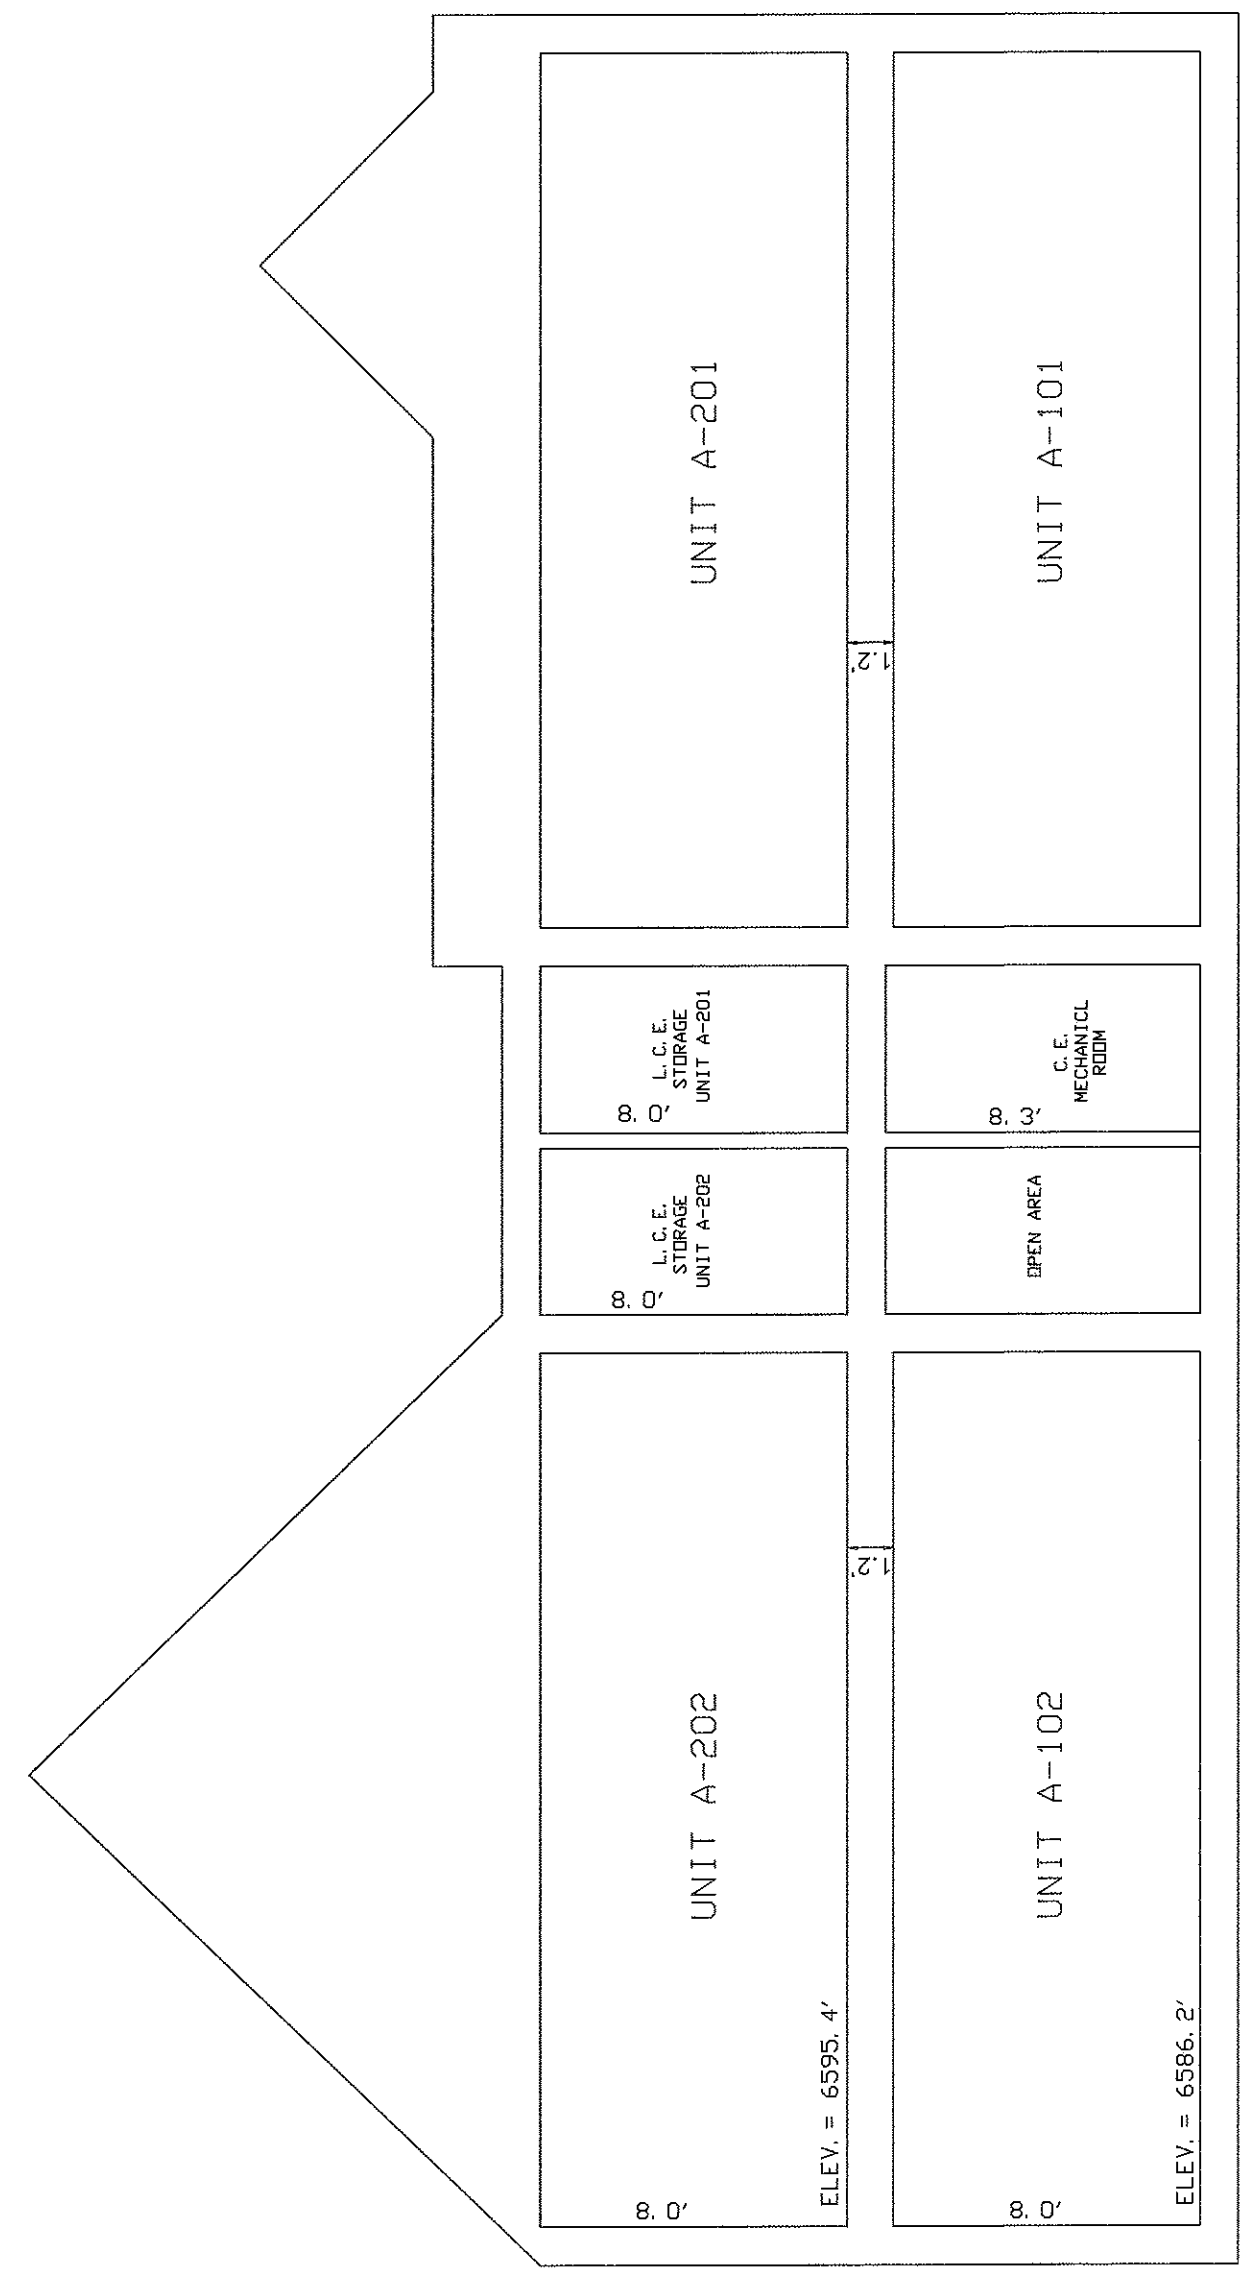 UNIT A-202
8.0'
ELEV. = 6595.4'
1.2'
UNIT A-102
8.0'
ELEV. = 6586.2'
L.C.E.
STORAGE
UNIT A-202
8.0'
OPEN AREA
L.C.E.
STORAGE
UNIT A-201
8.0'
C.E.
MECHANICL
ROOM
8.3'
UNIT A-201
1.2'
UNIT A-101